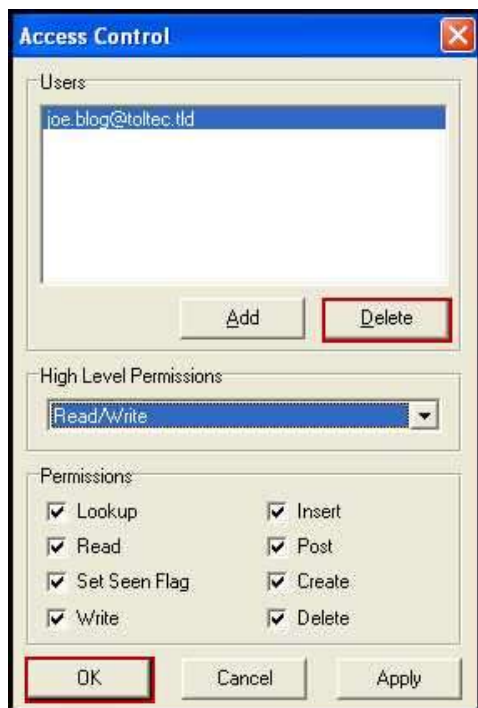 Access Control
Users
joe.blog@toltec.tld
Add Delete
High Level Permissions
Read/Write
Permissions
Lookup Insert
Read Post
Set Seen Flag Create
Write Delete
OK Cancel Apply